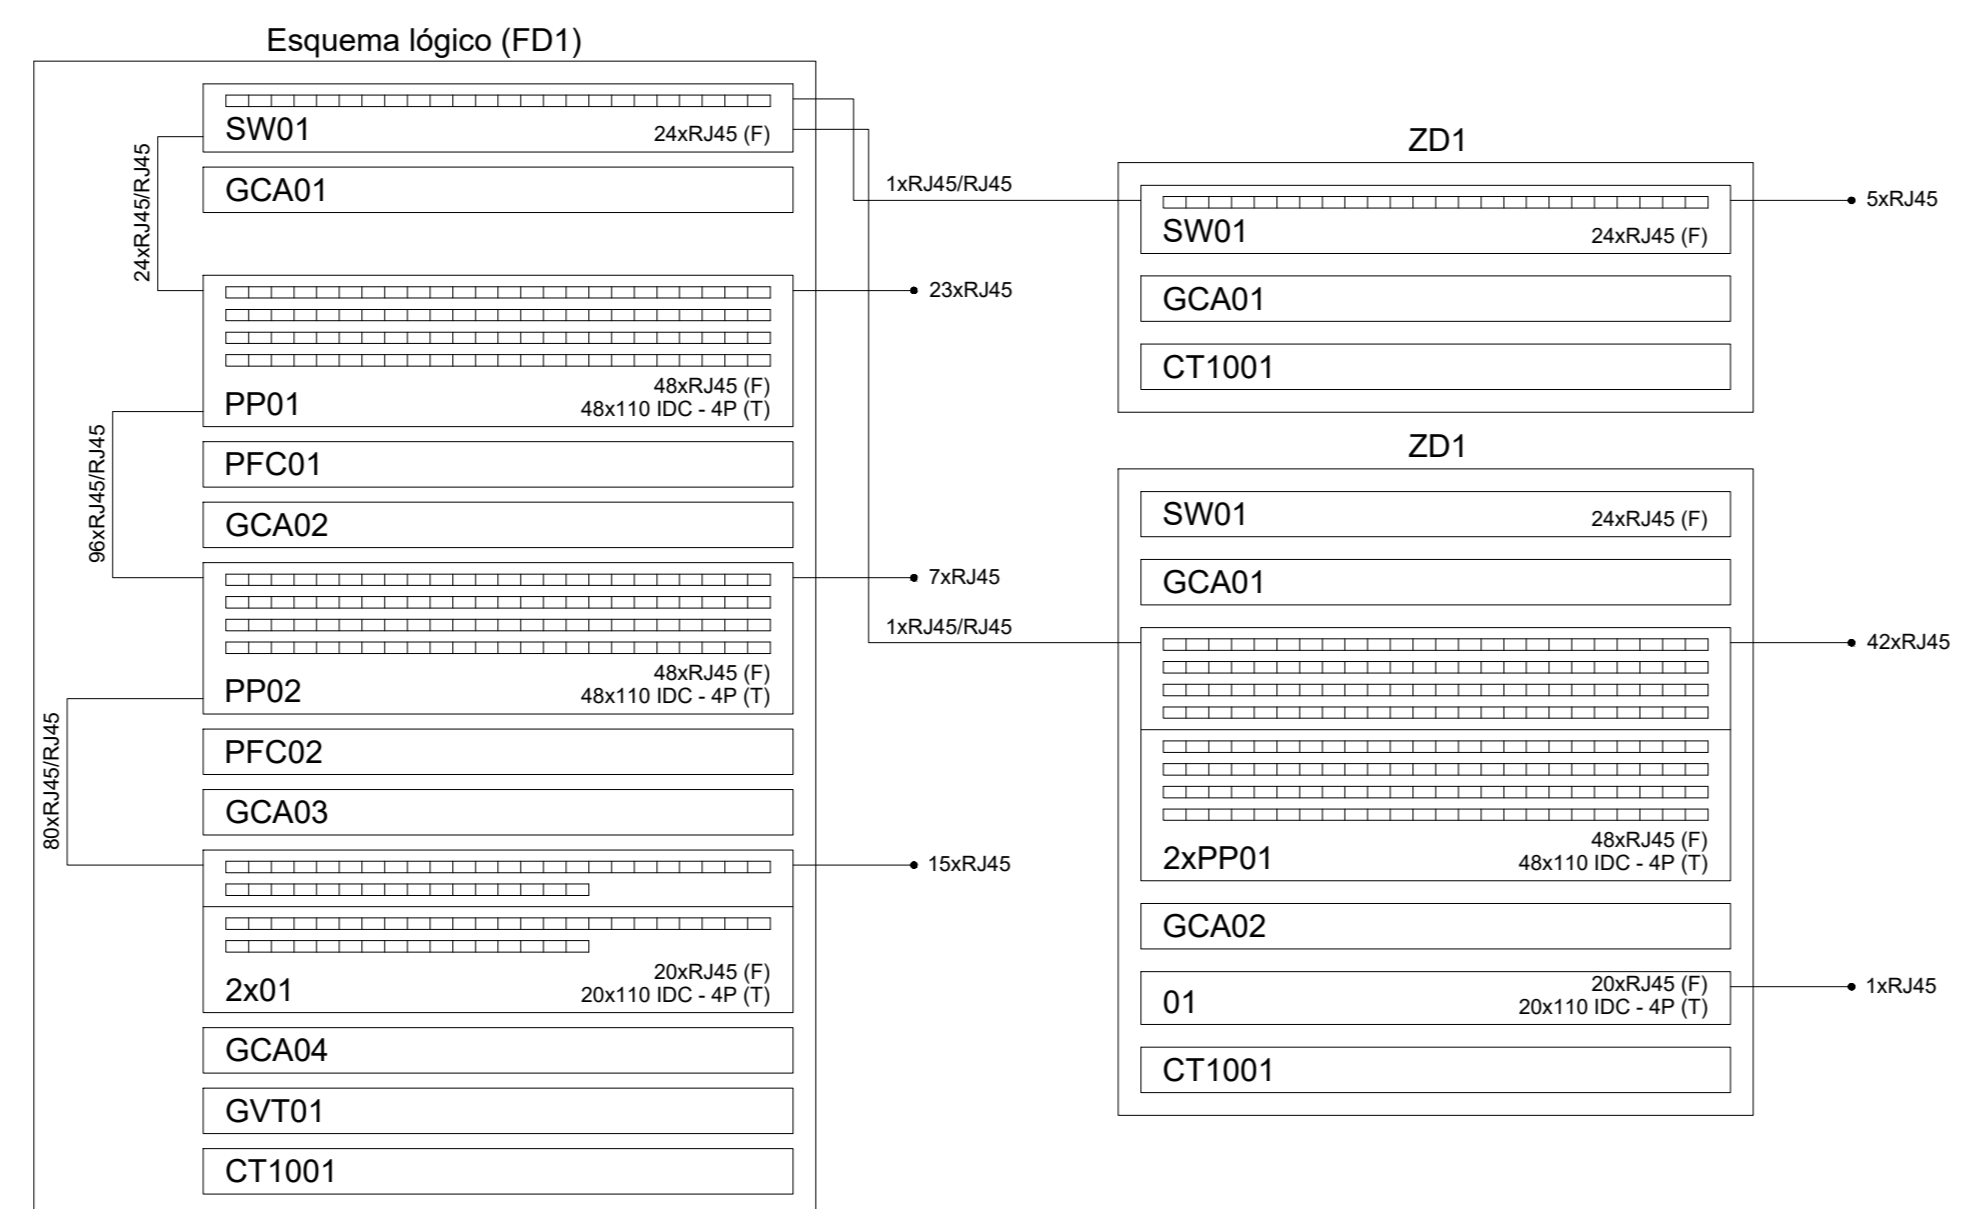 Esquema lógico (FD1)
SW01
24xRJ45 (F)
GCA01
24xRJ45/RJ45
23xRJ45
PP01
48xRJ45 (F)
48x110 IDC - 4P (T)
96xRJ45/RJ45
PFC01
GCA02
7xRJ45
PP02
48xRJ45 (F)
48x110 IDC - 4P (T)
80xRJ45/RJ45
PFC02
GCA03
15xRJ45
2x01
20xRJ45 (F)
20x110 IDC - 4P (T)
GCA04
GVT01
CT1001
1xRJ45/RJ45
1xRJ45/RJ45
ZD1
SW01
24xRJ45 (F)
5xRJ45
GCA01
CT1001
ZD1
SW01
24xRJ45 (F)
GCA01
42xRJ45
2xPP01
48xRJ45 (F)
48x110 IDC - 4P (T)
GCA02
01
20xRJ45 (F)
20x110 IDC - 4P (T)
1xRJ45
CT1001